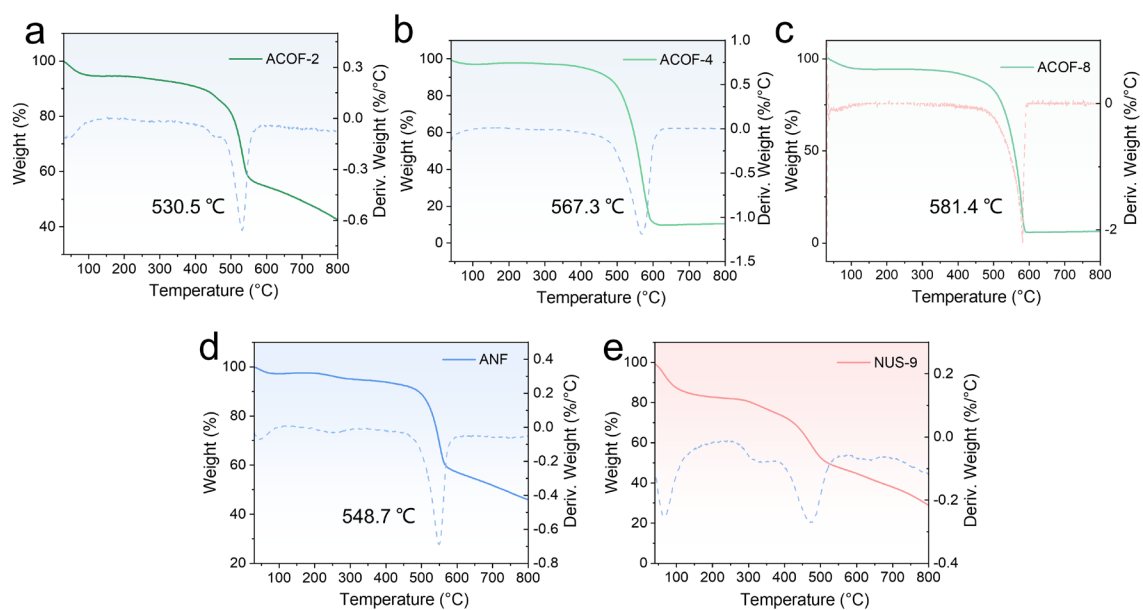 a
ACOF-2
100
80
60
40
0.3
0.0
-0.3
-0.6
530.5 ℃
100 200 300 400 500 600 700 800
Weight (%)
Deriv. Weight (%/°C)
Temperature (°C)
b
ACOF-4
100
80
60
40
20
0
1.0
0.5
0.0
-0.5
-1.0
-1.5
567.3 ℃
100 200 300 400 500 600 700 800
Weight (%)
Deriv. Weight (%/°C)
Temperature (°C)
c
ACOF-8
100
50
0
0
-1
-2
581.4 ℃
100 200 300 400 500 600 700 800
Weight (%)
Deriv. Weight (%/°C)
Temperature (°C)
d
ANF
100
80
60
40
20
0.4
0.2
0.0
-0.2
-0.4
-0.6
-0.8
548.7 ℃
100 200 300 400 500 600 700 800
Weight (%)
Deriv. Weight (%/°C)
Temperature (°C)
e
NUS-9
100
80
60
40
20
0
0.2
0.0
-0.2
-0.4
100 200 300 400 500 600 700 800
Weight (%)
Deriv. Weight (%/°C)
Temperature (°C)